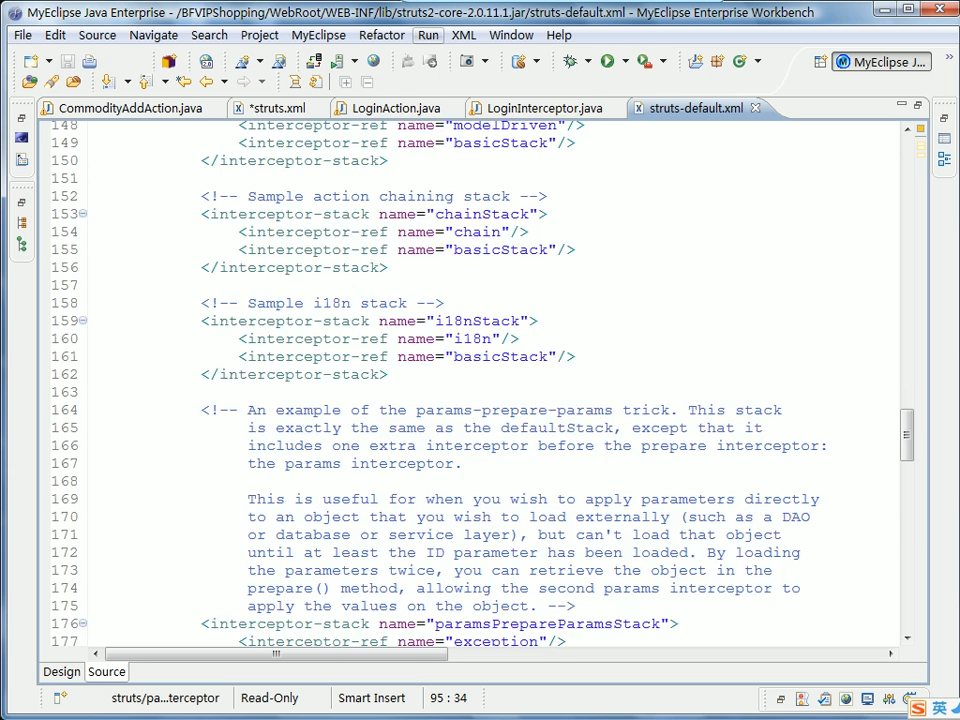 MyEclipse Java Enterprise - /BFVIPShopping/WebRoot/WEB-INF/lib/struts2-core-2.0.11.1.jar/struts-default.xml - MyEclipse Enterprise Workbench
File Edit Source Navigate Search Project MyEclipse Refactor Run XML Window Help
MyEclipse J...
CommodityAddAction.java *struts.xml LoginAction.java LoginInterceptor.java struts-default.xml
148 <interceptor-ref name="modelDriven"/>
149 <interceptor-ref name="basicStack"/>
150 </interceptor-stack>
151
152 <!-- Sample action chaining stack -->
153 <interceptor-stack name="chainStack">
154 <interceptor-ref name="chain"/>
155 <interceptor-ref name="basicStack"/>
156 </interceptor-stack>
157
158 <!-- Sample i18n stack -->
159 <interceptor-stack name="i18nStack">
160 <interceptor-ref name="i18n"/>
161 <interceptor-ref name="basicStack"/>
162 </interceptor-stack>
163
164 <!-- An example of the params-prepare-params trick. This stack
165 is exactly the same as the defaultStack, except that it
166 includes one extra interceptor before the prepare interceptor:
167 the params interceptor.
168
169 This is useful for when you wish to apply parameters directly
170 to an object that you wish to load externally (such as a DAO
171 or database or service layer), but can't load that object
172 until at least the ID parameter has been loaded. By loading
173 the parameters twice, you can retrieve the object in the
174 prepare() method, allowing the second params interceptor to
175 apply the values on the object. -->
176 <interceptor-stack name="paramsPrepareParamsStack">
177 <interceptor-ref name="exception"/>
Design Source
struts/pa...terceptor Read-Only Smart Insert 95 : 34
S 英